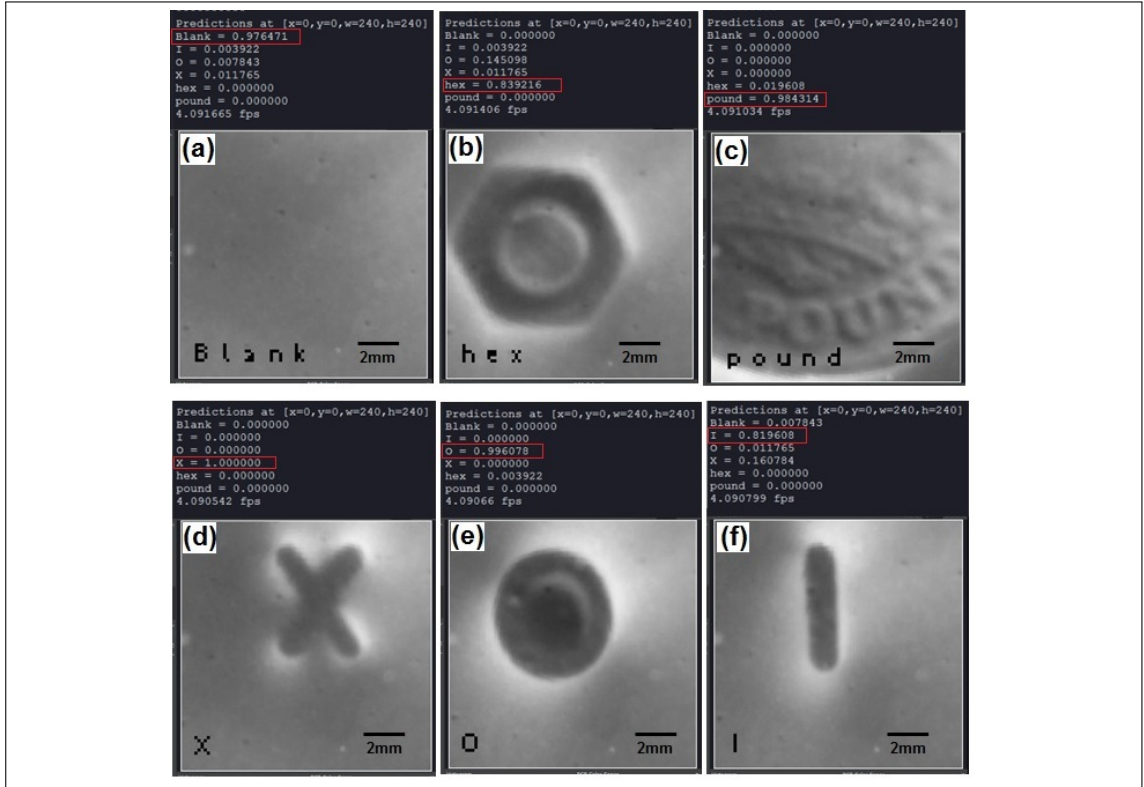 Predictions at [x=0,y=0,w=240,h=240]
Blank = 0.976471
I = 0.003922
O = 0.007843
X = 0.011765
hex = 0.000000
pound = 0.000000
4.091665 fps
(a)
Blank
2mm
Predictions at [x=0,y=0,w=240,h=240]
Blank = 0.000000
I = 0.000000
O = 0.145098
X = 0.011765
hex = 0.839216
pound = 0.000000
4.091406 fps
(b)
hex
2mm
Predictions at [x=0,y=0,w=240,h=240]
Blank = 0.000000
I = 0.000000
O = 0.000000
X = 0.000000
hex = 0.019608
pound = 0.984314
4.091034 fps
(c)
POUN
pound
2mm
Predictions at [x=0,y=0,w=240,h=240]
Blank = 0.000000
I = 0.000000
O = 0.000000
X = 1.000000
hex = 0.000000
pound = 0.000000
4.090542 fps
(d)
X
2mm
Predictions at [x=0,y=0,w=240,h=240]
Blank = 0.000000
I = 0.000000
O = 0.996078
X = 0.000000
hex = 0.003922
pound = 0.000000
4.09066 fps
(e)
O
2mm
Predictions at [x=0,y=0,w=240,h=240]
Blank = 0.007843
I = 0.819608
O = 0.011765
X = 0.160784
hex = 0.000000
pound = 0.000000
4.090799 fps
(f)
I
2mm